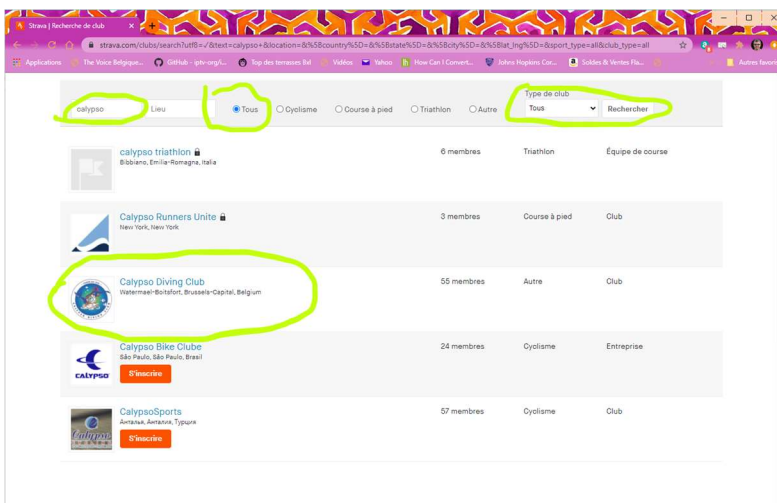 Strava | Recherche de club
strava.com/clubs/search?utf8=✓&text=calypso+&location=&%5Bcountry%5D=&%5Bstate%5D=&%5Bcity%5D=&%5Blat_lng%5D=&sport_type=all&club_type=all
Applications The Voice Belgique... GitHub - iptv-org/i... Top des terrasses Bxl Vidéos Yahoo How Can I Convert... Johns Hopkins Cor... Soldes & Ventes Fla... Autres favoris
Type de club
calypso Lieu Tous Cyclisme Course à pied Triathlon Autre Tous Rechercher
calypso triathlon 6 membres Triathlon Équipe de course
Bibbiano, Emilia-Romagna, Italia
Calypso Runners Unite 3 membres Course à pied Club
New York, New York
Calypso Diving Club 55 membres Autre Club
Watermael-Boitsfort, Brussels-Capital, Belgium
Calypso Bike Clube 24 membres Cyclisme Entreprise
São Paulo, São Paulo, Brasil
CALYPSO S'inscrire
CalypsoSports 57 membres Cyclisme Club
Анталья, Анталия, Турция
S'inscrire